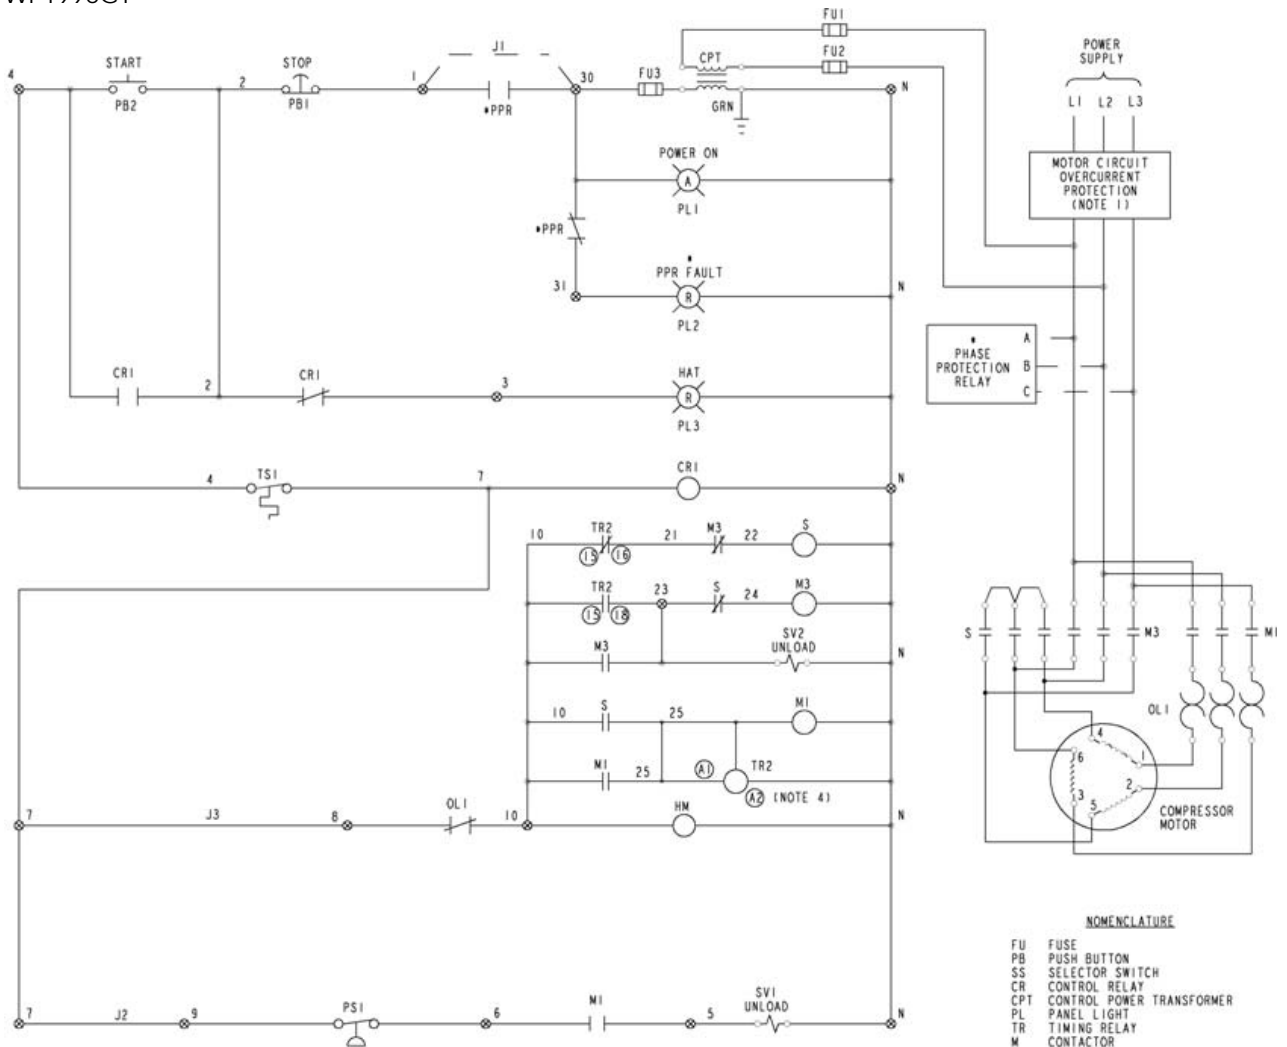 FU1
FU2
J1
CPT
POWER
SUPPLY
4 START 2 STOP 1 30 FU3 N
PB2 PB1 *PPR GRN
L1 L2 L3
POWER ON
A
PL1
MOTOR CIRCUIT
OVERCURRENT
PROTECTION
(NOTE 1)
*PPR
*
PPR FAULT
31 R N
PL2
*
PHASE
PROTECTION
RELAY
A
B
C
CR1 2 CR1 3 HAT
R
PL3
4 TS1 7 CR1 N
10 TR2 21 M3 22 S
15 16
TR2 23 S 24 M3
15 18
M3 SV2
UNLOAD N
S M3 M1
10 S 25 M1
OL1
M1 25 A1 TR2
A2 (NOTE 4)
4 1
6 2
3 5
COMPRESSOR
MOTOR
7 J3 8 OL1 10 HM N
7 J2 9 PS1 6 M1 5 SV1
UNLOAD N
NOMENCLATURE
FU FUSE
PB PUSH BUTTON
SS SELECTOR SWITCH
CR CONTROL RELAY
CPT CONTROL POWER TRANSFORMER
PL PANEL LIGHT
TR TIMING RELAY
M CONTACTOR